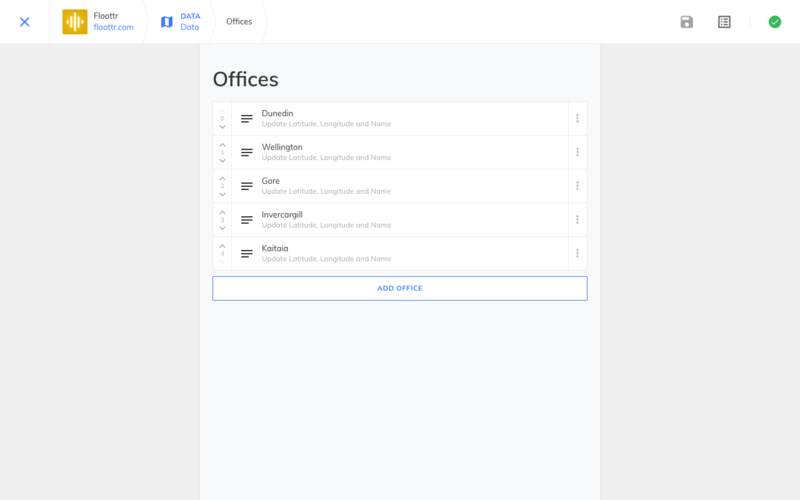 Floottr
floottr.com
DATA
Data
Offices
Offices
0
Dunedin
Update Latitude, Longitude and Name
1
Wellington
Update Latitude, Longitude and Name
2
Gore
Update Latitude, Longitude and Name
3
Invercargill
Update Latitude, Longitude and Name
4
Kaitaia
Update Latitude, Longitude and Name
ADD OFFICE